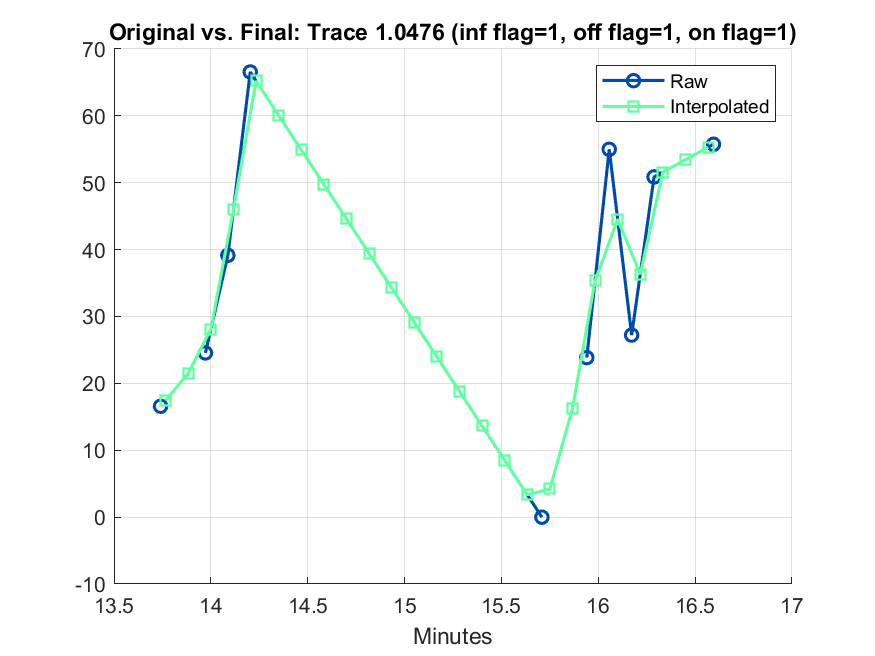 Original vs. Final: Trace 1.0476 (inf flag=1, off flag=1, on flag=1)
70
60
50
40
30
20
10
0
-10
Raw
Interpolated
13.5 14 14.5 15 15.5 16 16.5 17
Minutes